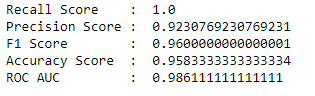 Recall Score    :  1.0
Precision Score :  0.9230769230769231
F1 Score        :  0.9600000000000001
Accuracy Score  :  0.9583333333333334
ROC AUC         :  0.986111111111111